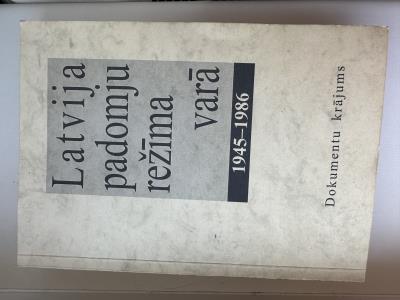 Latvija
padomju
režīma
varā
1945–1986
Dokumentu krājums